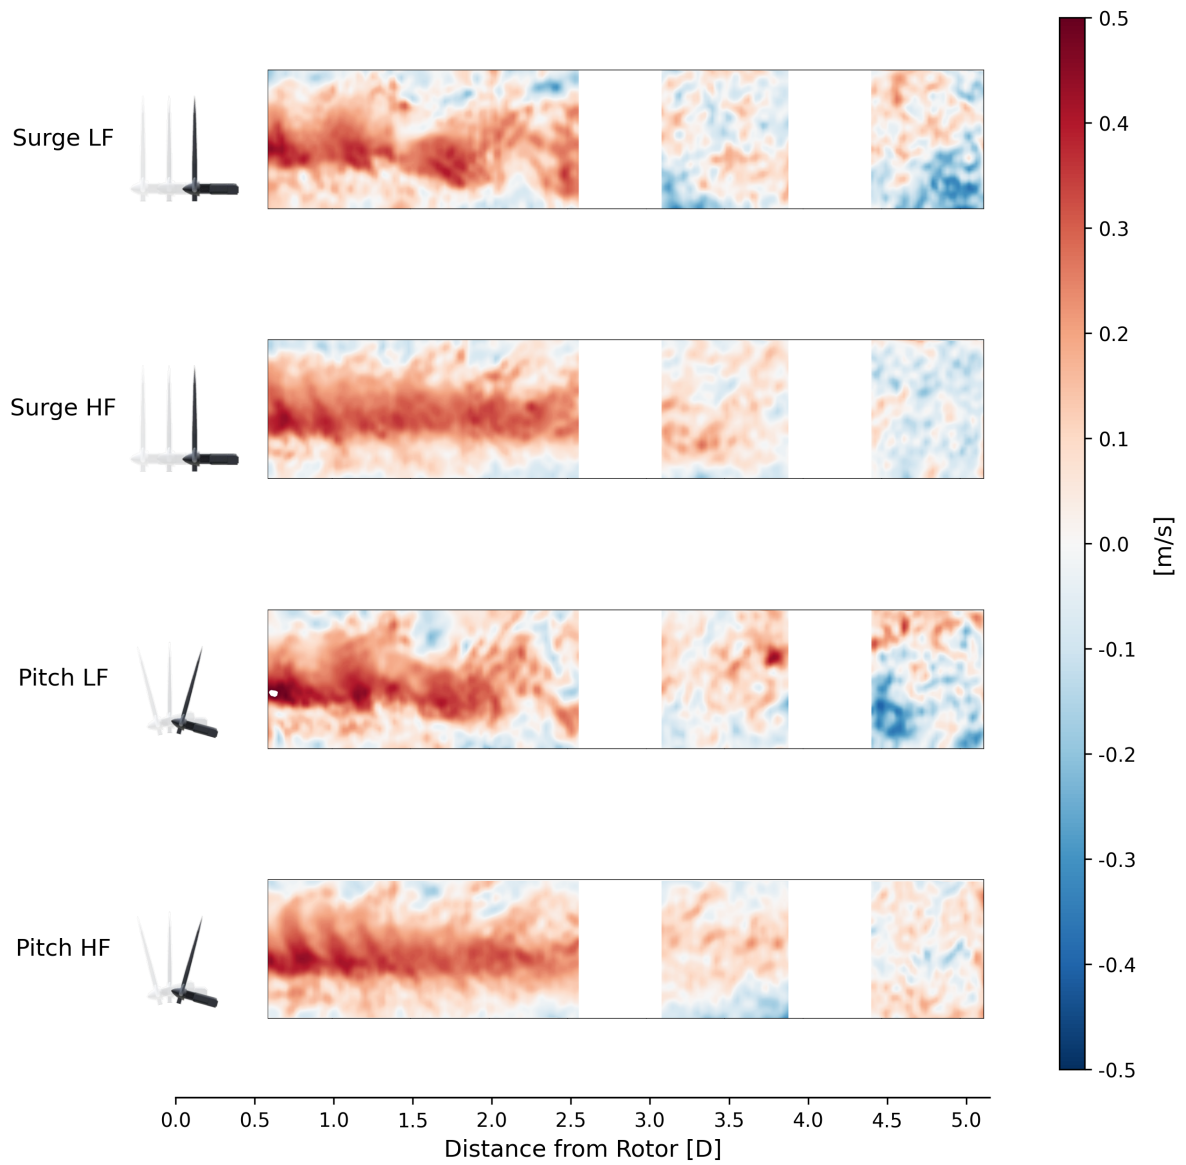 Surge LF
Surge HF
Pitch LF
Pitch HF
0.5
0.4
0.3
0.2
0.1
0.0
-0.1
-0.2
-0.3
-0.4
-0.5
[m/s]
0.0 0.5 1.0 1.5 2.0 2.5 3.0 3.5 4.0 4.5 5.0
Distance from Rotor [D]